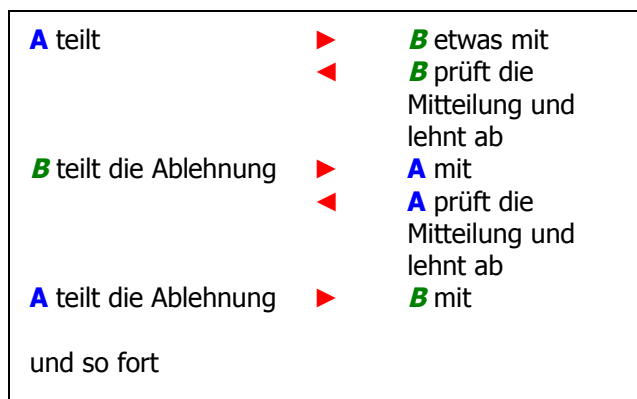 A teilt ► B etwas mit
◄ B prüft die
Mitteilung und
lehnt ab
B teilt die Ablehnung ► A mit
◄ A prüft die
Mitteilung und
lehnt ab
A teilt die Ablehnung ► B mit
und so fort